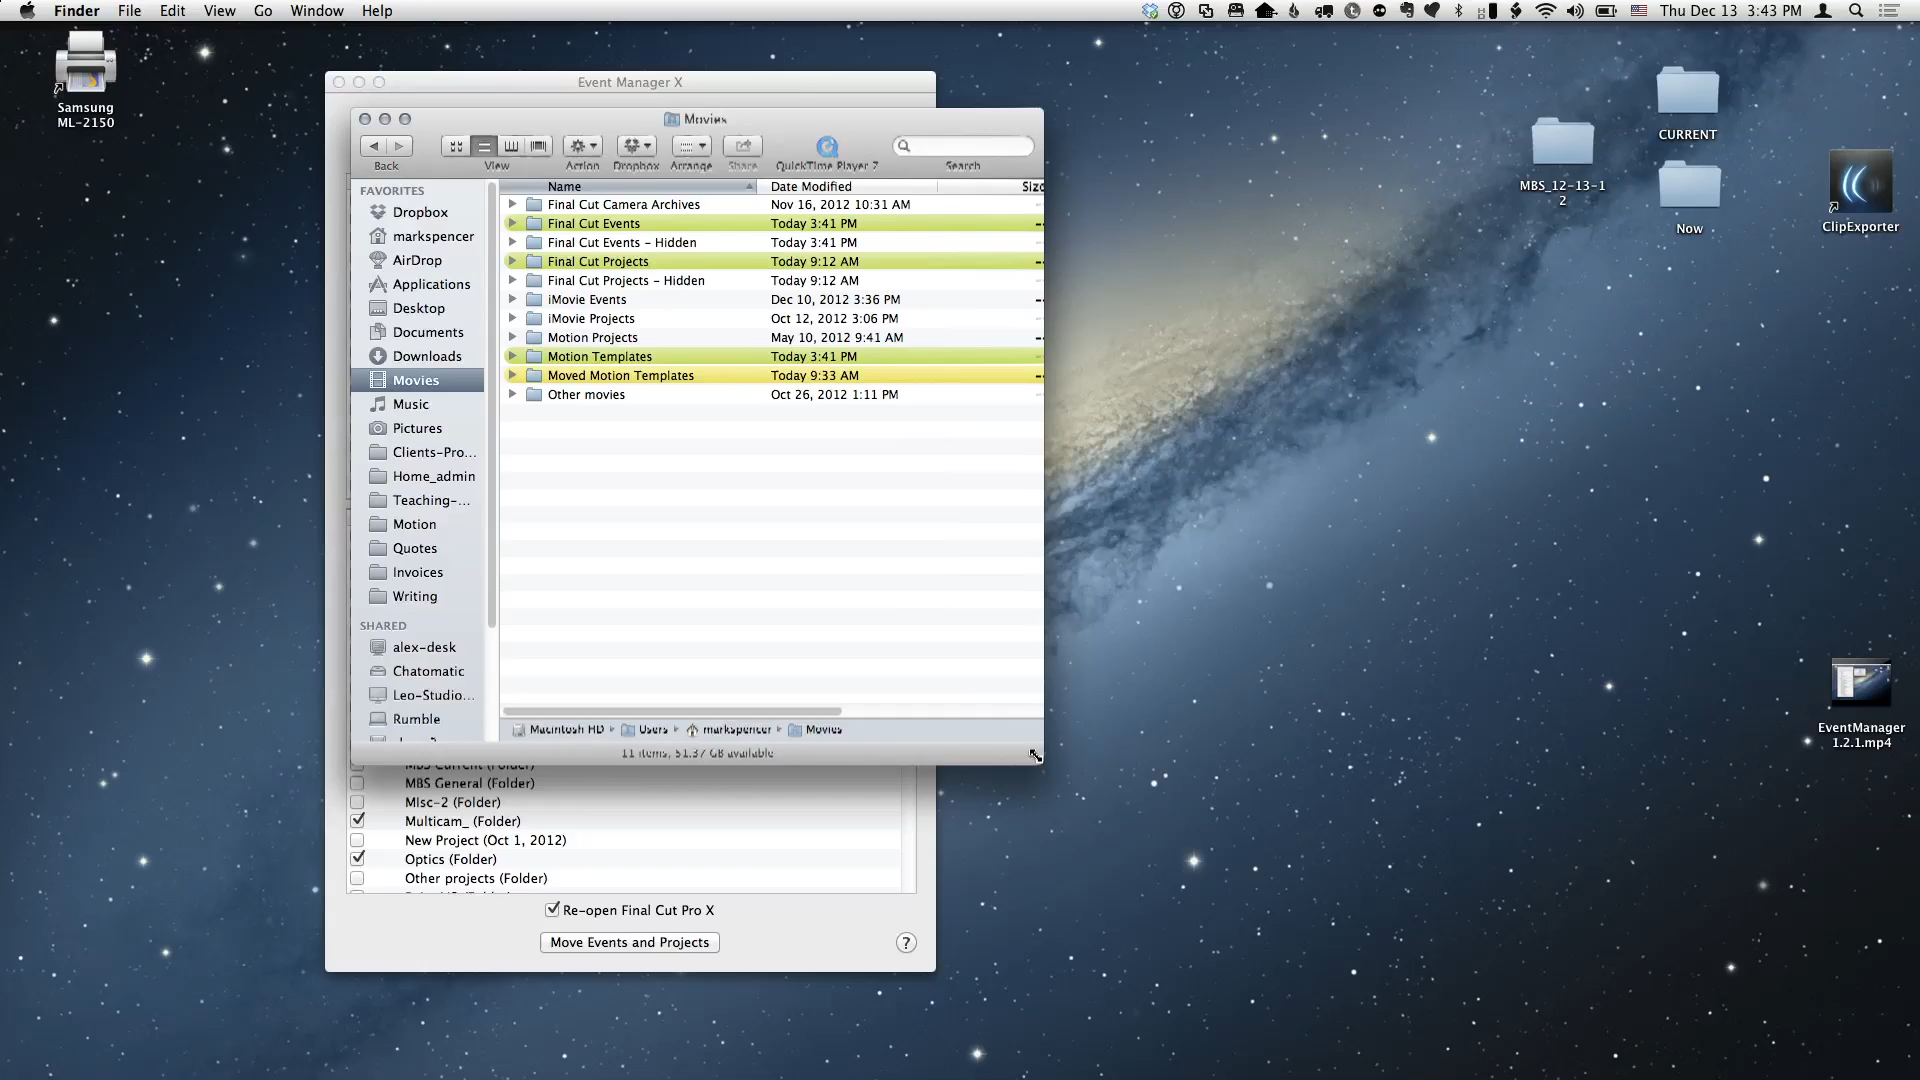 Finder File Edit View Go Window Help
Thu Dec 13 3:43 PM
Samsung
ML-2150
Event Manager X
Movies
Back View Action Dropbox Arrange Share QuickTime Player 7 Search
FAVORITES
Dropbox
markspencer
AirDrop
Applications
Desktop
Documents
Downloads
Movies
Music
Pictures
Clients-Pro...
Home_admin
Teaching-...
Motion
Quotes
Invoices
Writing
SHARED
alex-desk
Chatomatic
Leo-Studio...
Rumble
Name Date Modified Size
Final Cut Camera Archives Nov 16, 2012 10:31 AM
Final Cut Events Today 3:41 PM --
Final Cut Events - Hidden Today 3:41 PM
Final Cut Projects Today 9:12 AM --
Final Cut Projects - Hidden Today 9:12 AM
iMovie Events Dec 10, 2012 3:36 PM --
iMovie Projects Oct 12, 2012 3:06 PM
Motion Projects May 10, 2012 9:41 AM --
Motion Templates Today 3:41 PM
Moved Motion Templates Today 9:33 AM --
Other movies Oct 26, 2012 1:11 PM
Macintosh HD Users markspencer Movies
11 items, 51.37 GB available
MBS Current (Folder)
MBS General (Folder)
MIsc-2 (Folder)
Multicam_ (Folder)
New Project (Oct 1, 2012)
Optics (Folder)
Other projects (Folder)
Re-open Final Cut Pro X
Move Events and Projects
?
CURRENT
MBS_12-13-1
2
Now
ClipExporter
EventManager
1.2.1.mp4